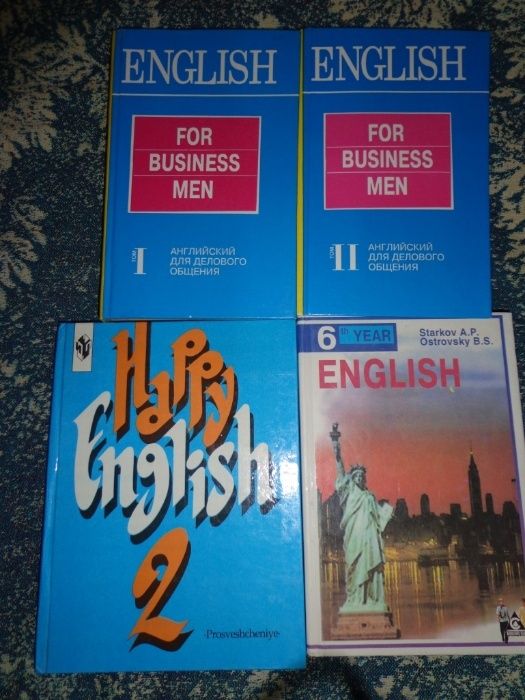 ENGLISH
FOR
BUSINESS
MEN
ТОМ I
АНГЛИЙСКИЙ
ДЛЯ ДЕЛОВОГО
ОБЩЕНИЯ
ENGLISH
FOR
BUSINESS
MEN
ТОМ II
АНГЛИЙСКИЙ
ДЛЯ ДЕЛОВОГО
ОБЩЕНИЯ
Happy
English
2
·Prosveshcheniye·
6th YEAR
Starkov A.P.
Ostrovsky B.S.
ENGLISH